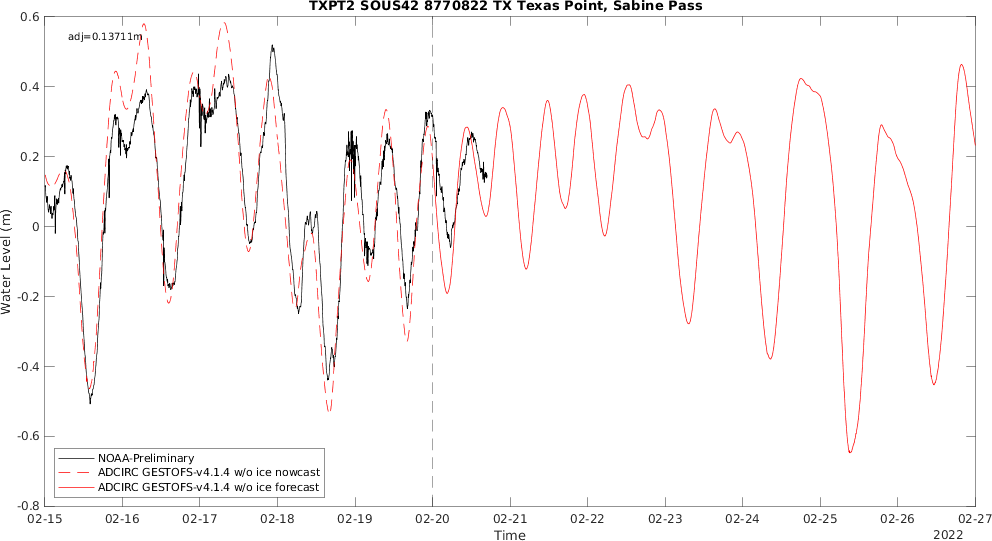 TXPT2 SOUS42 8770822 TX Texas Point, Sabine Pass
adj=0.13711m
0.6
0.4
0.2
0
-0.2
-0.4
-0.6
-0.8
Water Level (m)
NOAA-Preliminary
ADCIRC GESTOFS-v4.1.4 w/o ice nowcast
ADCIRC GESTOFS-v4.1.4 w/o ice forecast
02-15 02-16 02-17 02-18 02-19 02-20 02-21 02-22 02-23 02-24 02-25 02-26 02-27
Time
2022